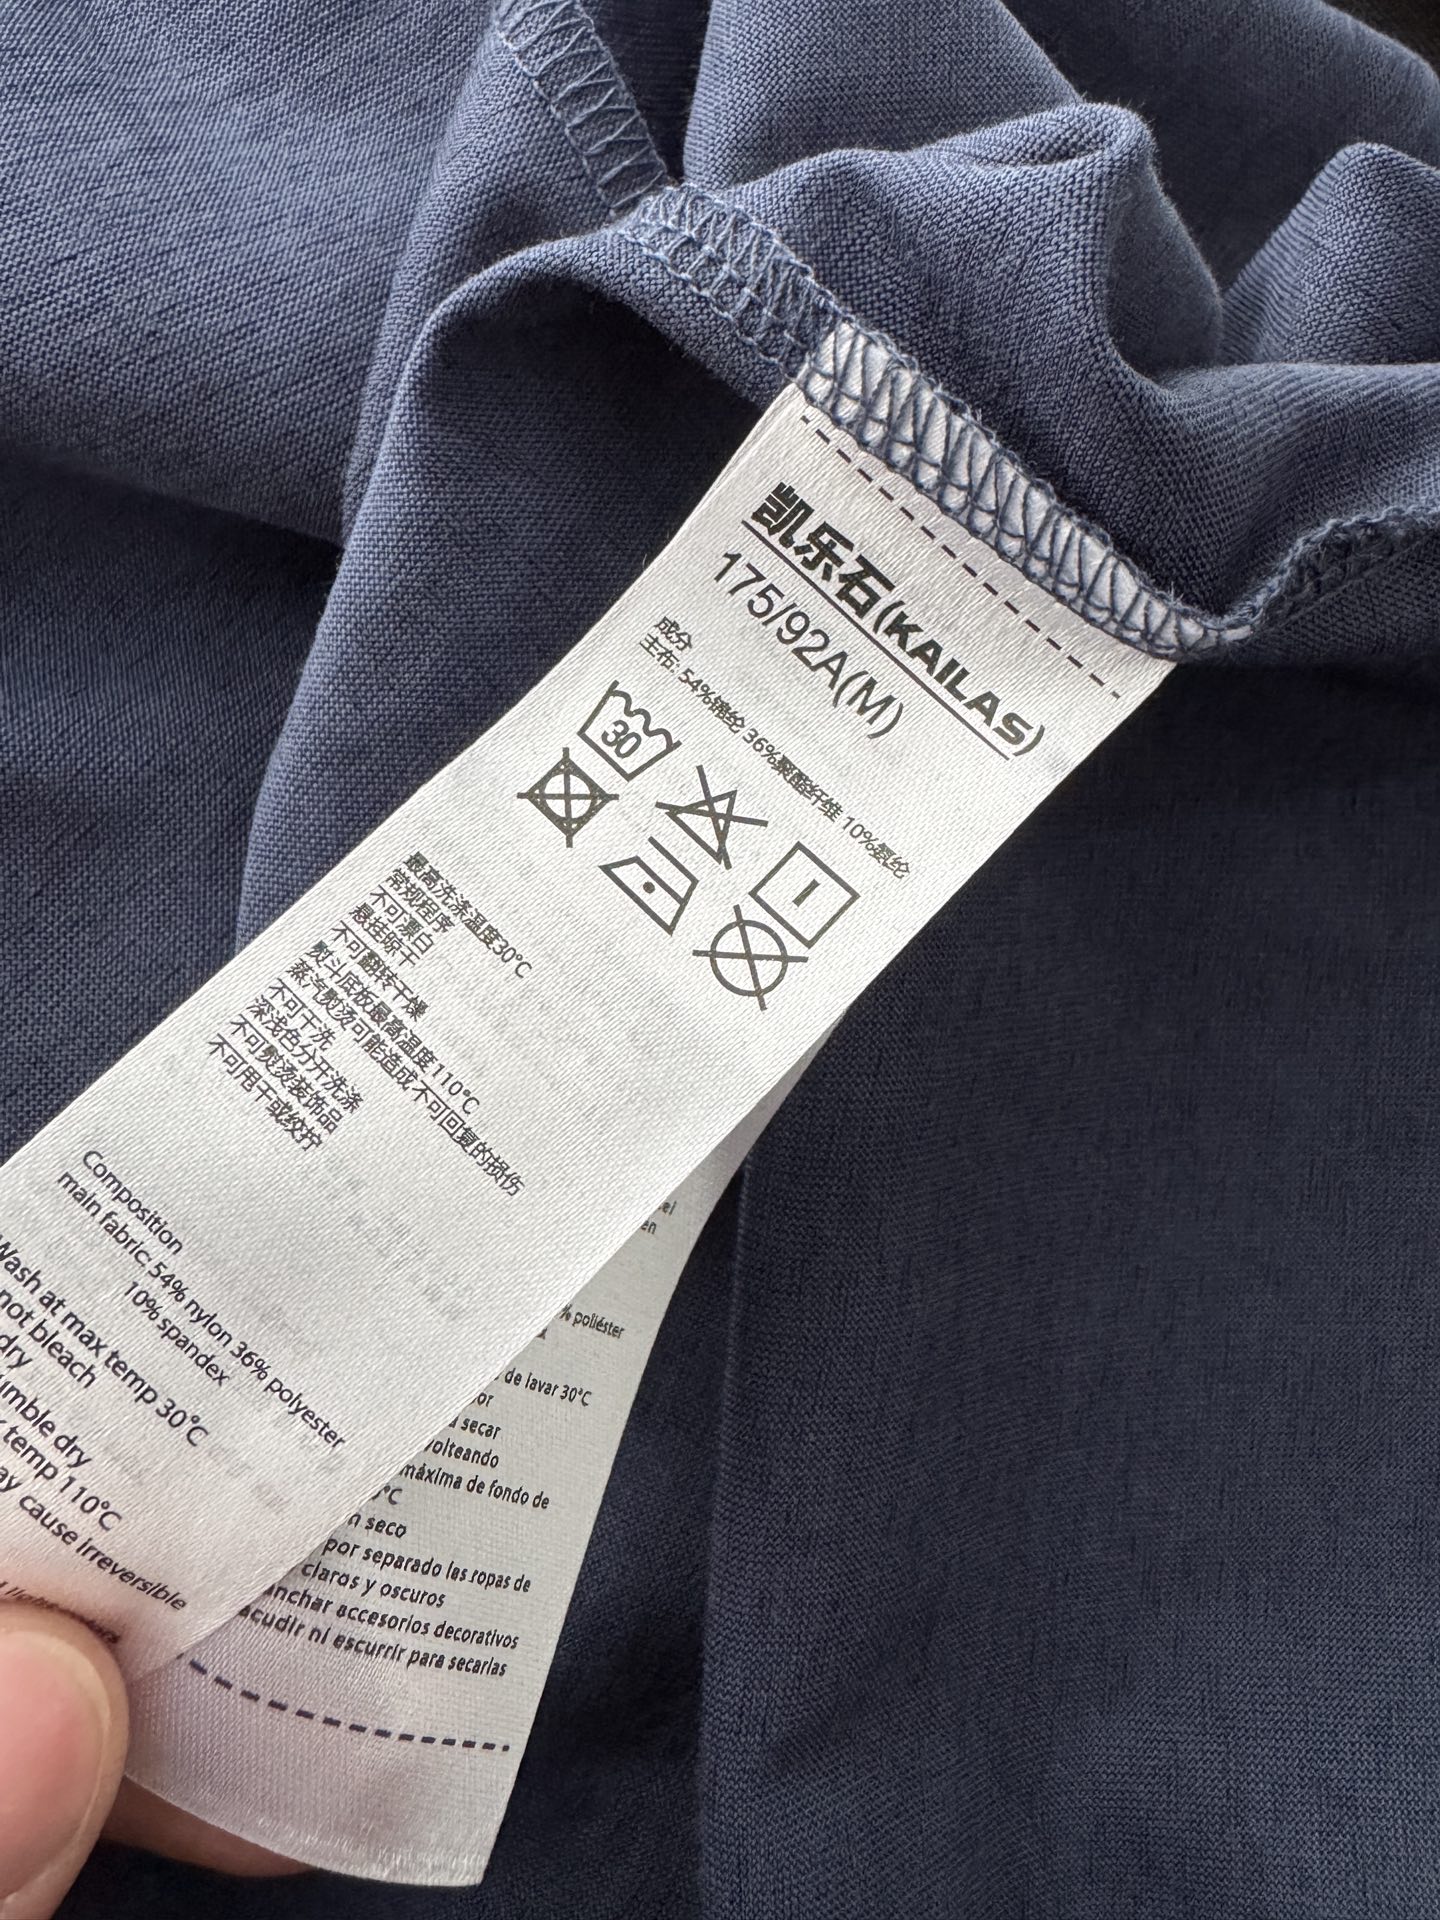 凯乐石(KAILAS)
175/92A(M)
成分
主布: 54%锦纶 36%聚酯纤维 10%氨纶
30
最高洗涤温度30℃
常规程序
不可漂白
悬挂晾干
不可翻转干燥
熨斗底板最高温度110℃
蒸汽熨烫可能造成不可回复的损伤
不可干洗
深浅色分开洗涤
不可熨烫装饰品
不可甩干或绞拧
Composition
main fabric: 54% nylon 36% polyester
10% spandex
Wash at max temp 30℃
not bleach
dry
umble dry
temp 110℃
ay cause irreversible
en
% poliéster
de lavar 30°C
or
a secar
volteando
máxima de fondo de
°C
n seco
por separado las ropas de
claros y oscuros
anchar accesorios decorativos
acudir ni escurrir para secarlas